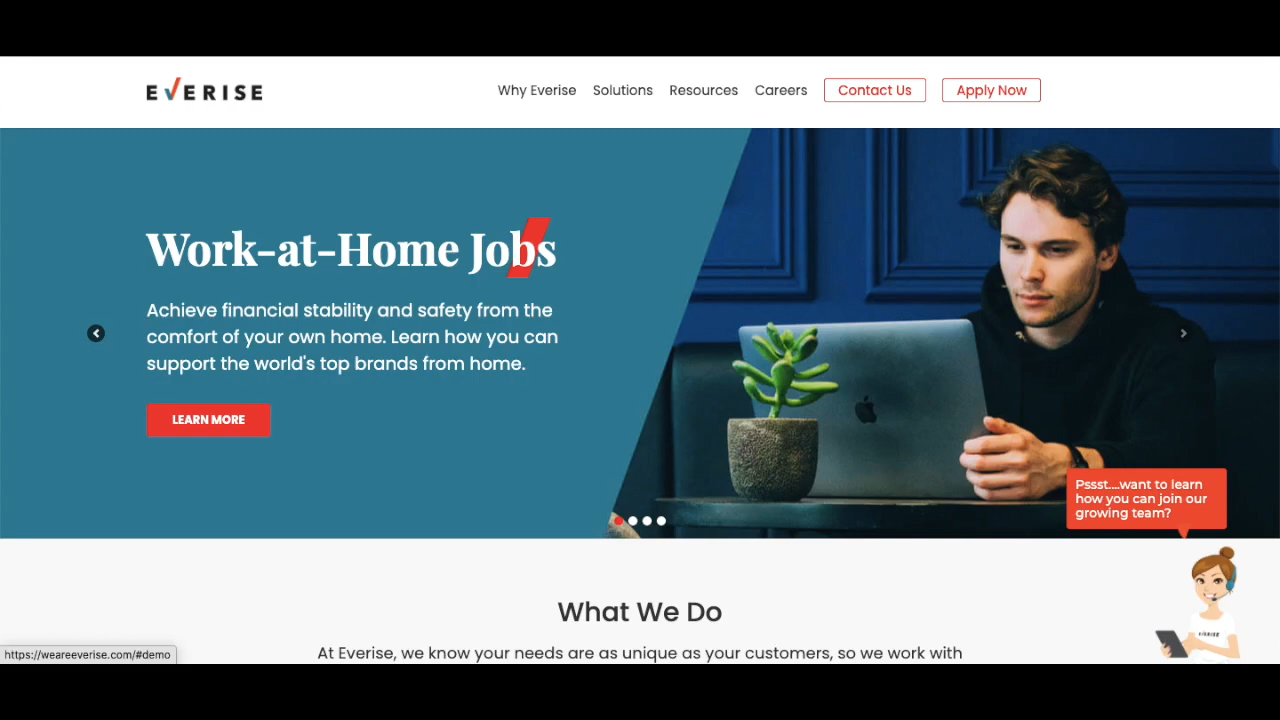 EVERISE
Why Everise Solutions Resources Careers Contact Us Apply Now
Work-at-Home Jobs
Achieve financial stability and safety from the
comfort of your own home. Learn how you can
support the world's top brands from home.
LEARN MORE
Pssst....want to learn
how you can join our
growing team?
EVERISE
What We Do
At Everise, we know your needs are as unique as your customers, so we work with
https://weareeverise.com/#demo